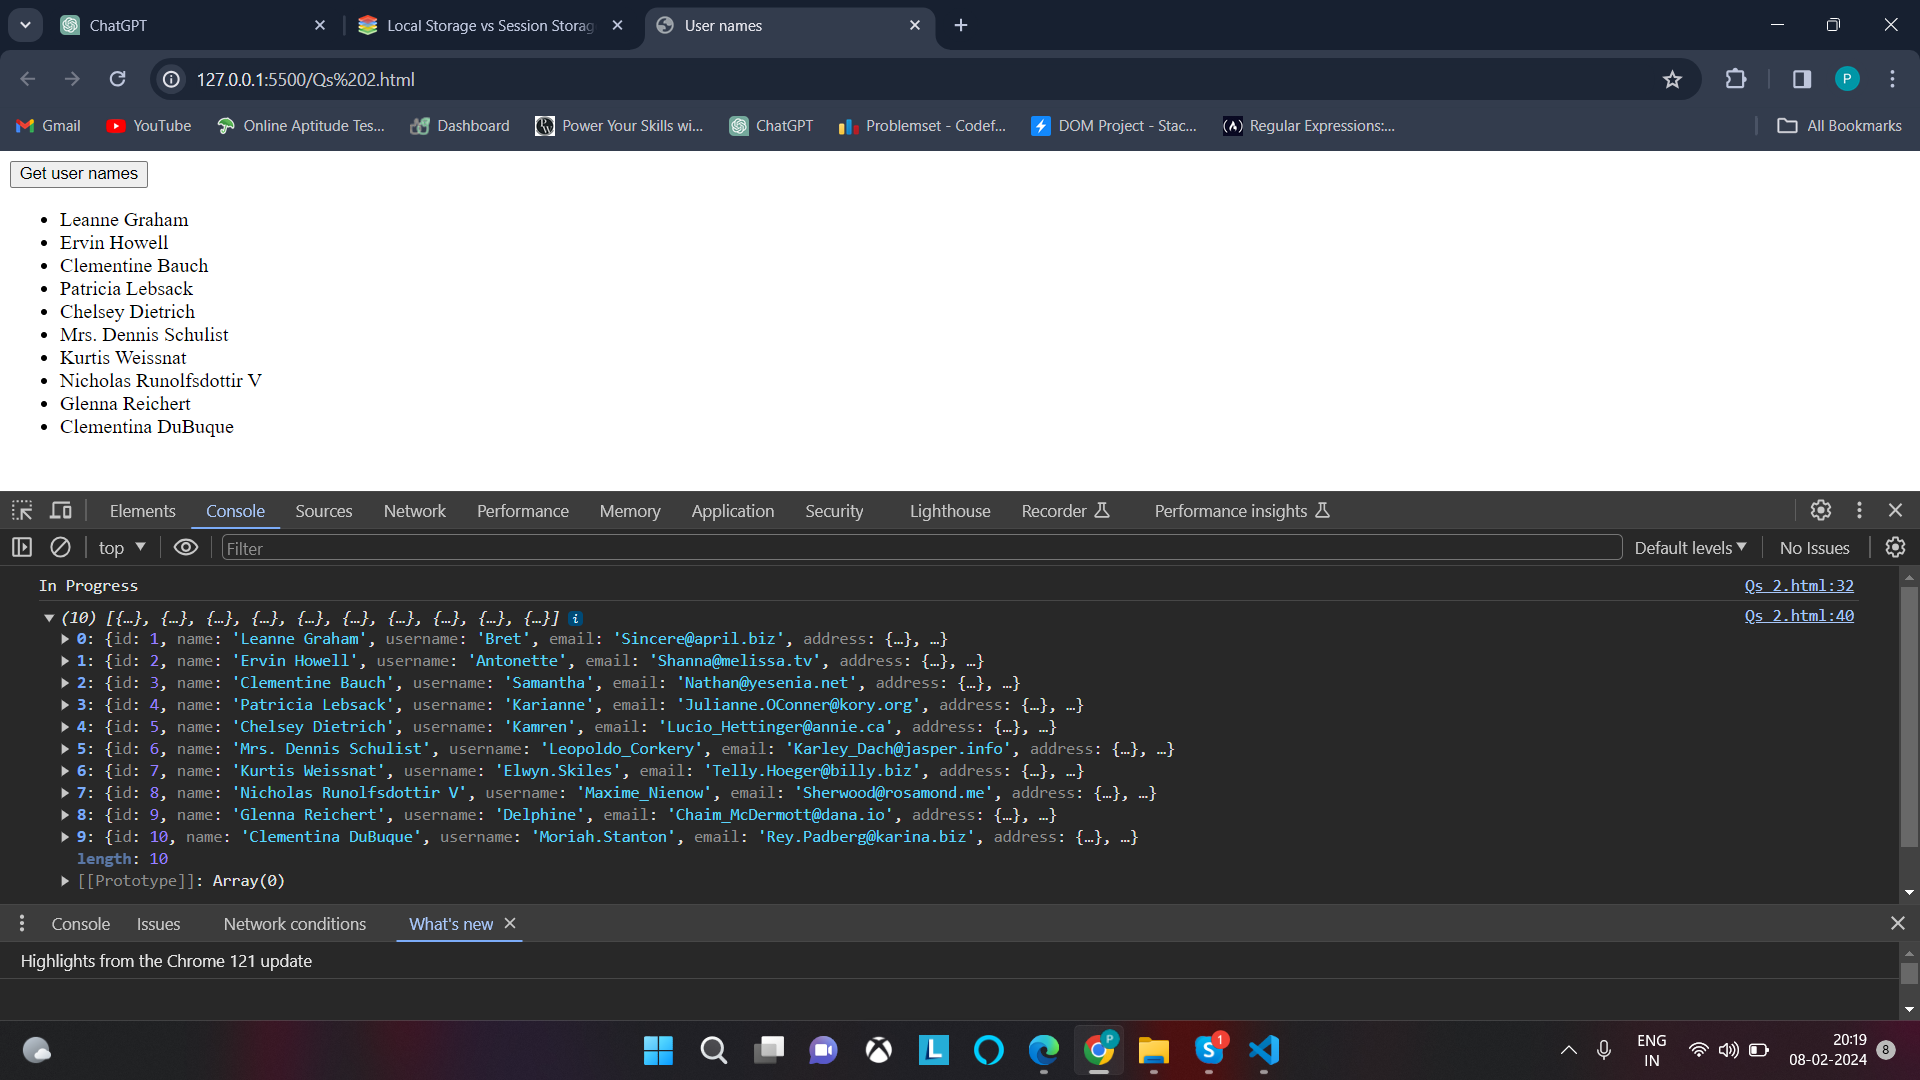 ChatGPT
Local Storage vs Session Storag
User names
127.0.0.1:5500/Qs%202.html
P
Gmail
YouTube
Online Aptitude Tes...
Dashboard
Power Your Skills wi...
ChatGPT
Problemset - Codef...
DOM Project - Stac...
Regular Expressions:...
All Bookmarks
Get user names
• Leanne Graham
• Ervin Howell
• Clementine Bauch
• Patricia Lebsack
• Chelsey Dietrich
• Mrs. Dennis Schulist
• Kurtis Weissnat
• Nicholas Runolfsdottir V
• Glenna Reichert
• Clementina DuBuque
Elements Console Sources Network Performance Memory Application Security Lighthouse Recorder Performance insights
top Filter Default levels No Issues
In Progress Qs 2.html:32
(10) [{…}, {…}, {…}, {…}, {…}, {…}, {…}, {…}, {…}, {…}] i Qs 2.html:40
0: {id: 1, name: 'Leanne Graham', username: 'Bret', email: 'Sincere@april.biz', address: {…}, …}
1: {id: 2, name: 'Ervin Howell', username: 'Antonette', email: 'Shanna@melissa.tv', address: {…}, …}
2: {id: 3, name: 'Clementine Bauch', username: 'Samantha', email: 'Nathan@yesenia.net', address: {…}, …}
3: {id: 4, name: 'Patricia Lebsack', username: 'Karianne', email: 'Julianne.OConner@kory.org', address: {…}, …}
4: {id: 5, name: 'Chelsey Dietrich', username: 'Kamren', email: 'Lucio_Hettinger@annie.ca', address: {…}, …}
5: {id: 6, name: 'Mrs. Dennis Schulist', username: 'Leopoldo_Corkery', email: 'Karley_Dach@jasper.info', address: {…}, …}
6: {id: 7, name: 'Kurtis Weissnat', username: 'Elwyn.Skiles', email: 'Telly.Hoeger@billy.biz', address: {…}, …}
7: {id: 8, name: 'Nicholas Runolfsdottir V', username: 'Maxime_Nienow', email: 'Sherwood@rosamond.me', address: {…}, …}
8: {id: 9, name: 'Glenna Reichert', username: 'Delphine', email: 'Chaim_McDermott@dana.io', address: {…}, …}
9: {id: 10, name: 'Clementina DuBuque', username: 'Moriah.Stanton', email: 'Rey.Padberg@karina.biz', address: {…}, …}
length: 10
[[Prototype]]: Array(0)
Console Issues Network conditions What's new
Highlights from the Chrome 121 update
L
P
S
1
ENG
IN
20:19
08-02-2024
8